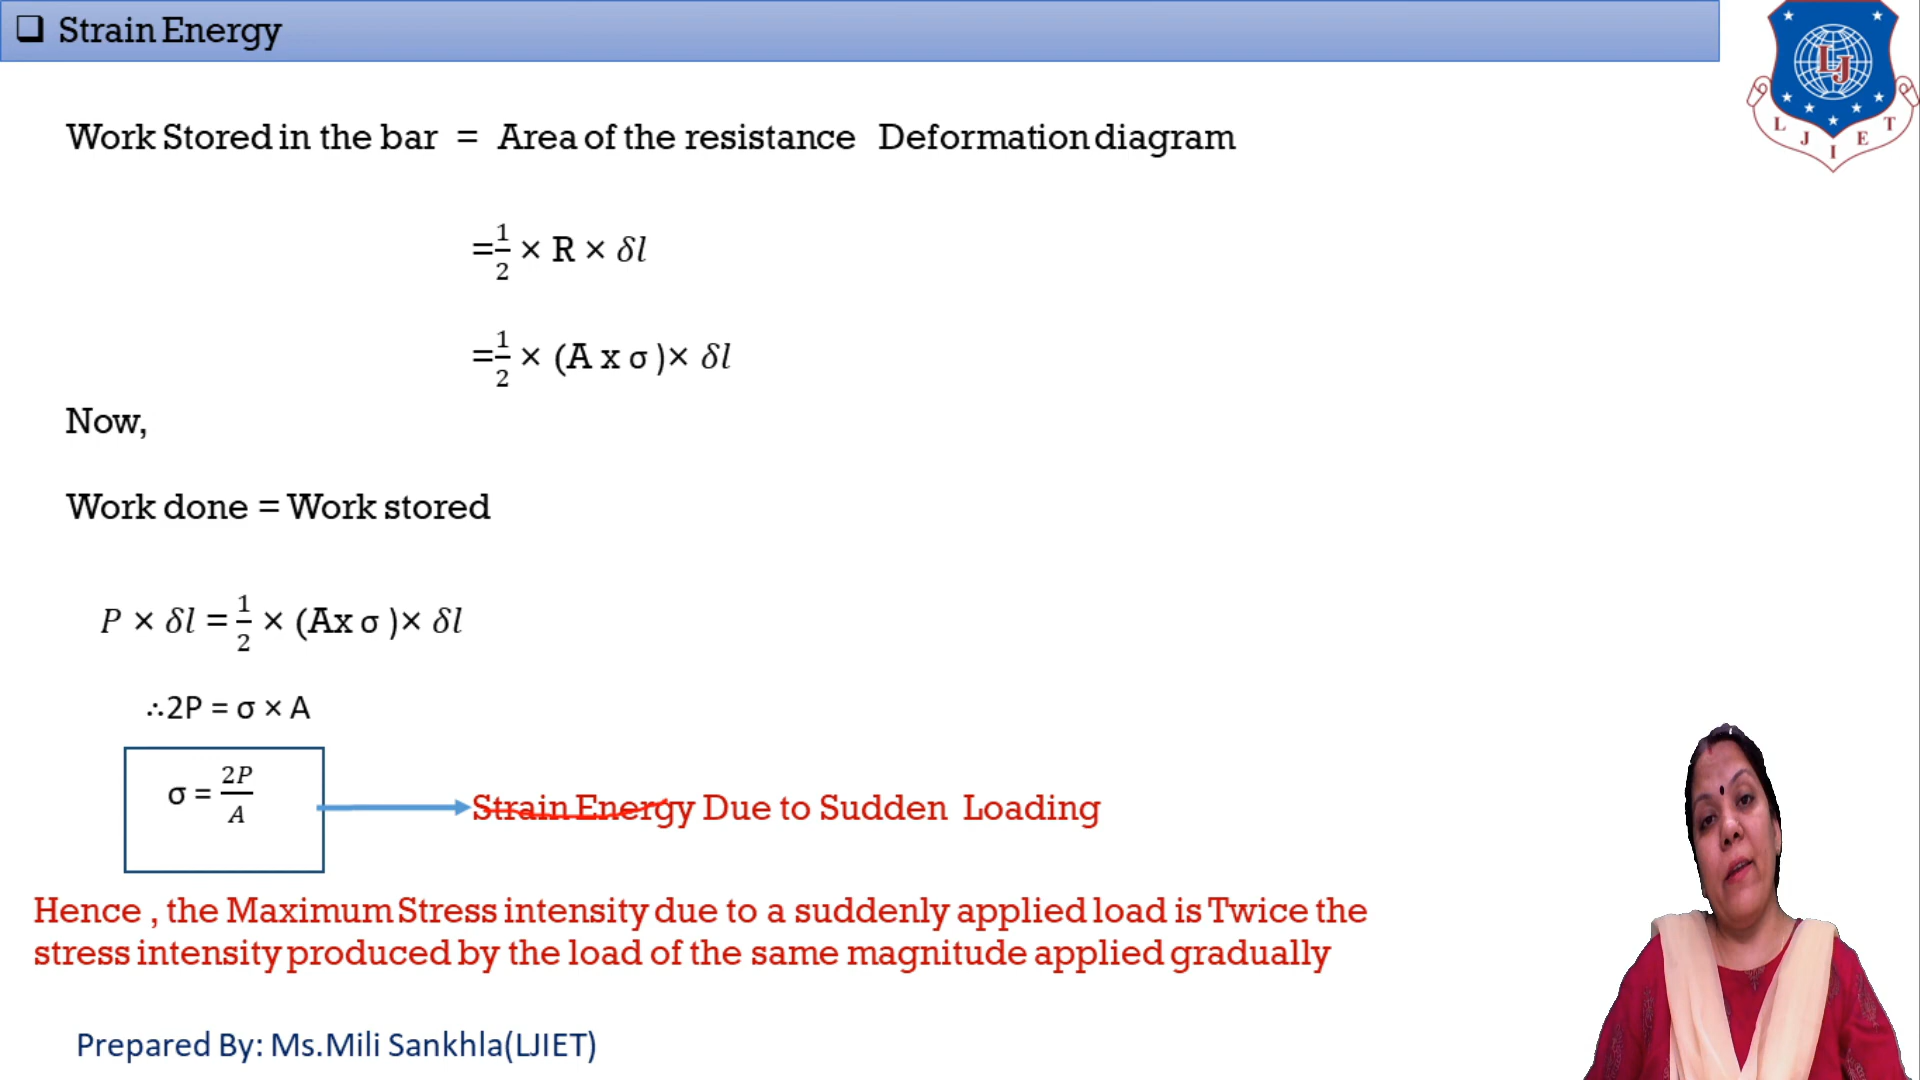 ❑ Strain Energy
LJ
L J I E T
Work Stored in the bar = Area of the resistance Deformation diagram
=1/2 × R × δl
=1/2 × (A x σ )× δl
Now,
Work done = Work stored
P × δl = 1/2 × (Ax σ )× δl
∴2P = σ × A
σ = 2P/A
Strain Energy Due to Sudden Loading
Hence , the Maximum Stress intensity due to a suddenly applied load is Twice the
stress intensity produced by the load of the same magnitude applied gradually
Prepared By: Ms.Mili Sankhla(LJIET)